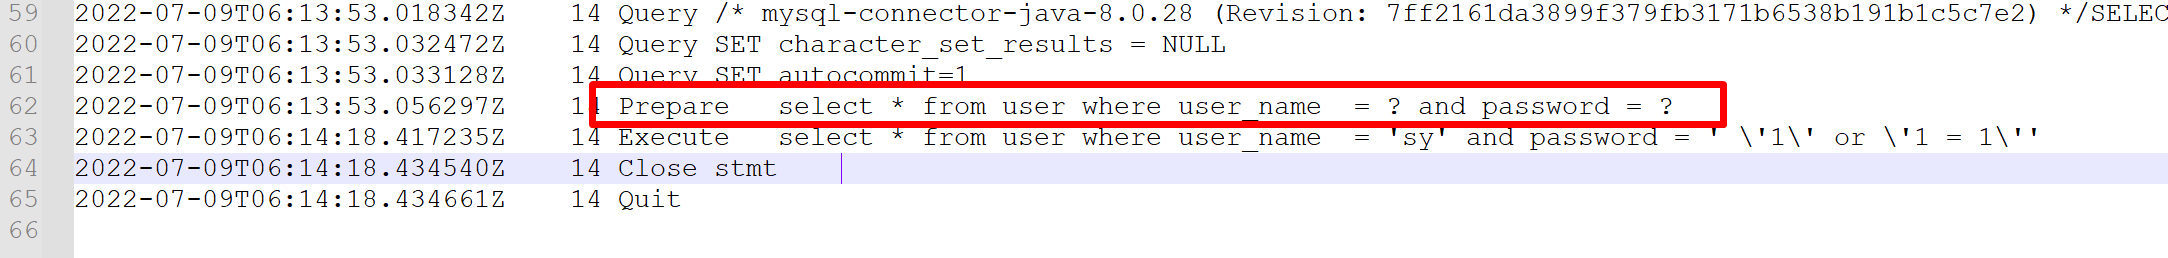 59 2022-07-09T06:13:53.018342Z 14 Query /* mysql-connector-java-8.0.28 (Revision: 7ff2161da3899f379fb3171b6538b191b1c5c7e2) */SELEC
60 2022-07-09T06:13:53.032472Z 14 Query SET character_set_results = NULL
61 2022-07-09T06:13:53.033128Z 14 Query SET autocommit=1
62 2022-07-09T06:13:53.056297Z 14 Prepare select * from user where user_name = ? and password = ?
63 2022-07-09T06:14:18.417235Z 14 Execute select * from user where user_name = 'sy' and password = ' \'1\' or \'1 = 1\''
64 2022-07-09T06:14:18.434540Z 14 Close stmt
65 2022-07-09T06:14:18.434661Z 14 Quit
66